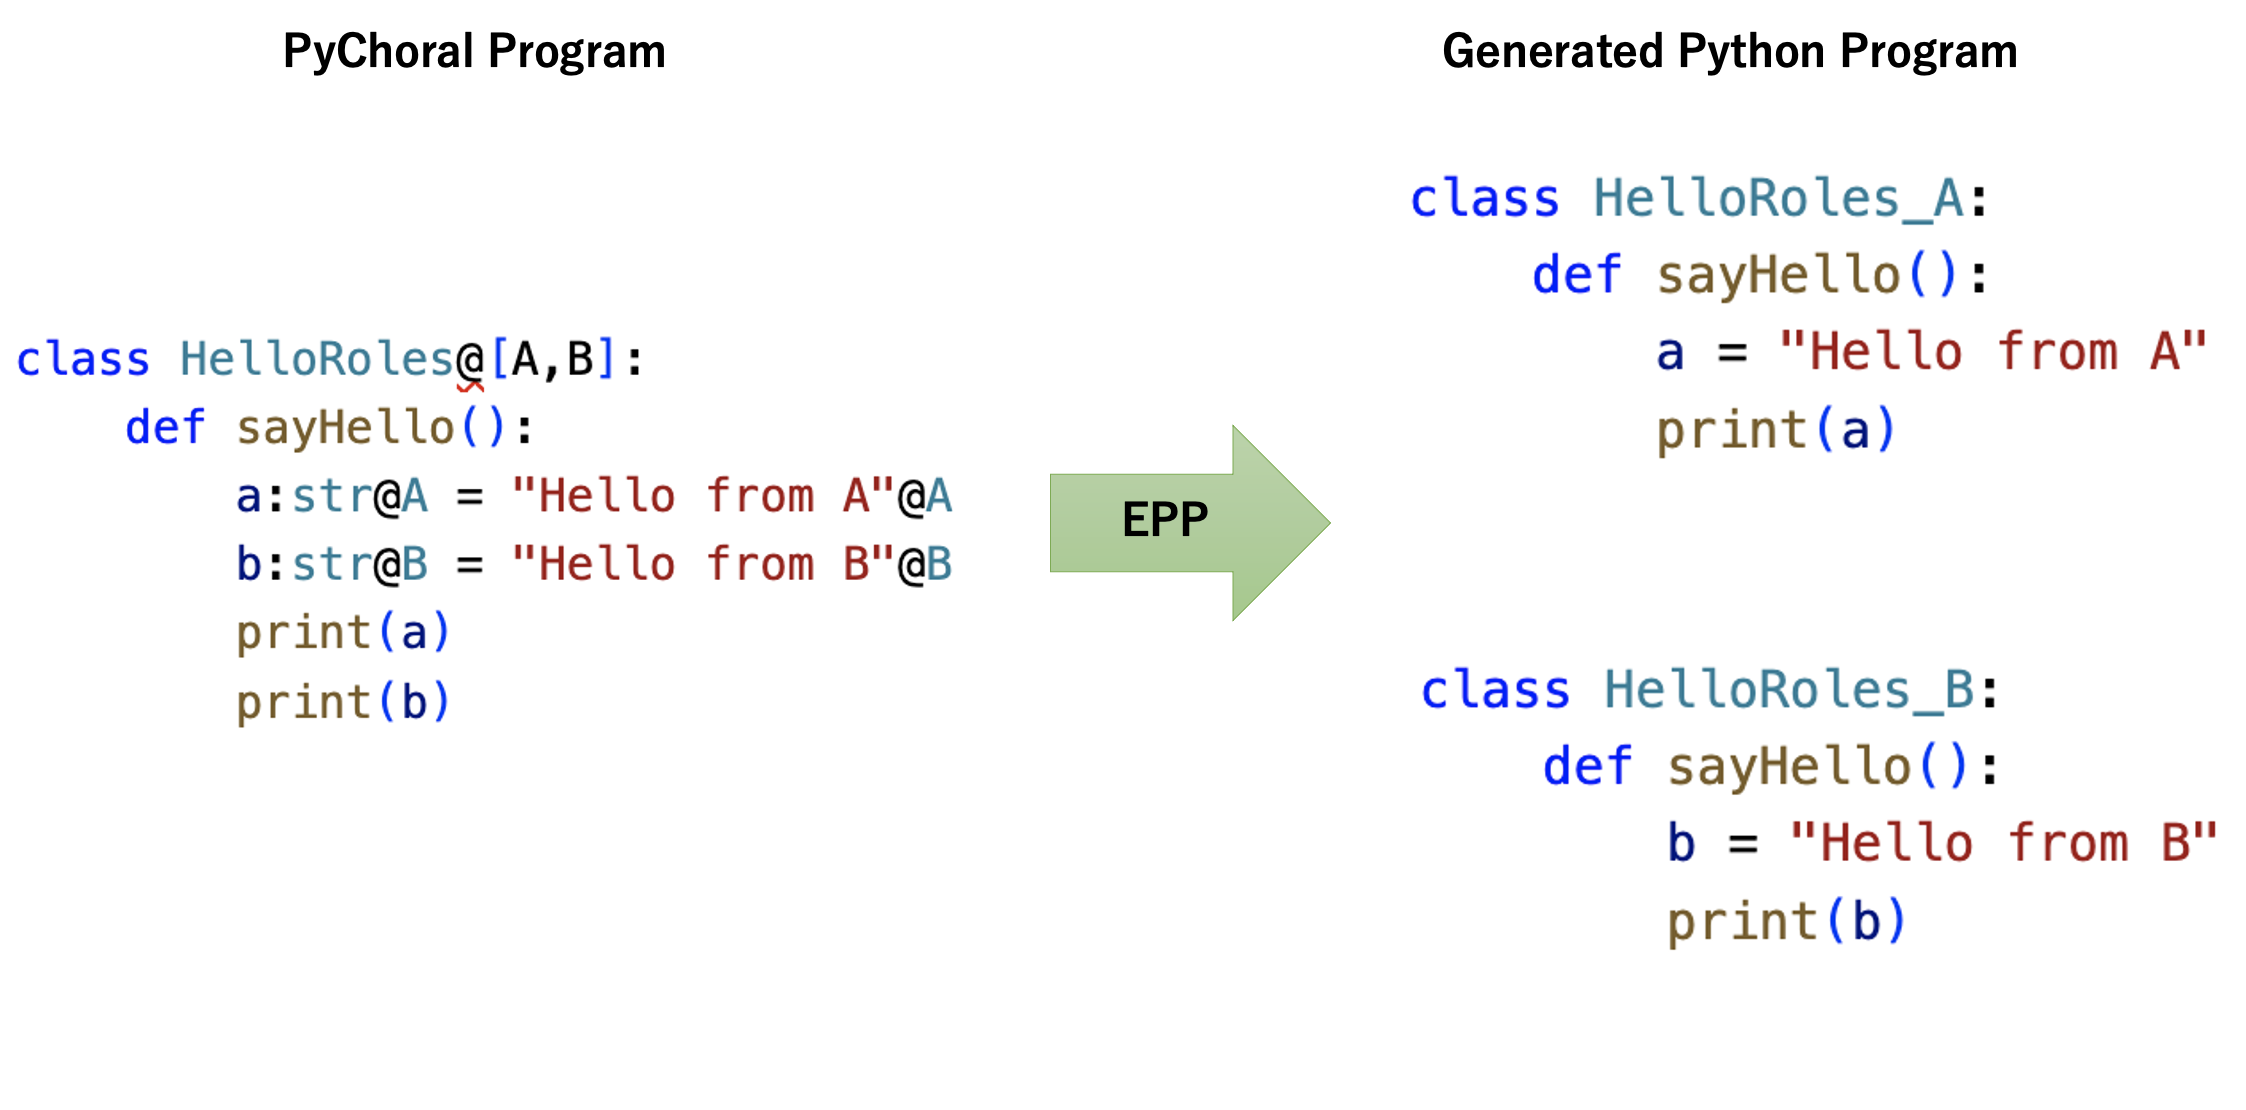 PyChoral Program
class HelloRoles@[A,B]:
    def sayHello():
        a:str@A = "Hello from A"@A
        b:str@B = "Hello from B"@B
        print(a)
        print(b)
EPP
Generated Python Program
class HelloRoles_A:
    def sayHello():
        a = "Hello from A"
        print(a)
class HelloRoles_B:
    def sayHello():
        b = "Hello from B"
        print(b)